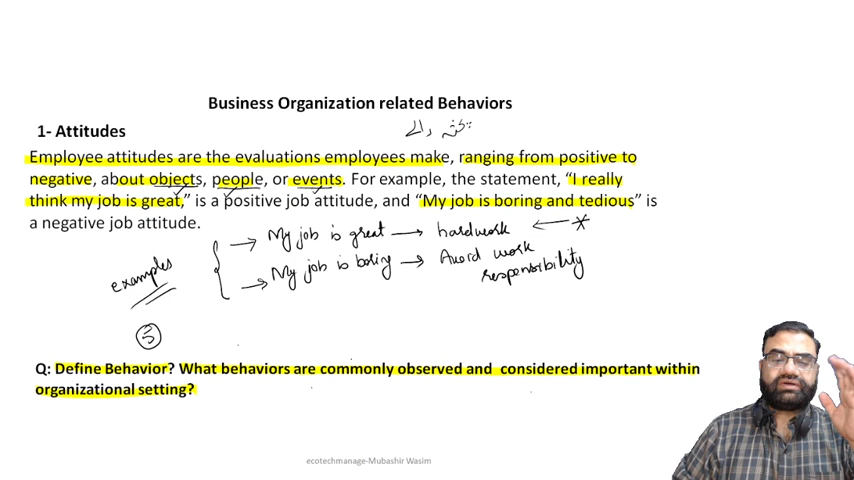 Business Organization related Behaviors
1- Attitudes
پختہ رائے
Employee attitudes are the evaluations employees make, ranging from positive to
negative, about objects, people, or events. For example, the statement, “I really
think my job is great,” is a positive job attitude, and “My job is boring and tedious” is
a negative job attitude.
My job is great → hardwork ← *
examples → My job is boring → Avoid work
responsibility
3
Q: Define Behavior? What behaviors are commonly observed and considered important within
organizational setting?
ecotechmanage-Mubashir Wasim